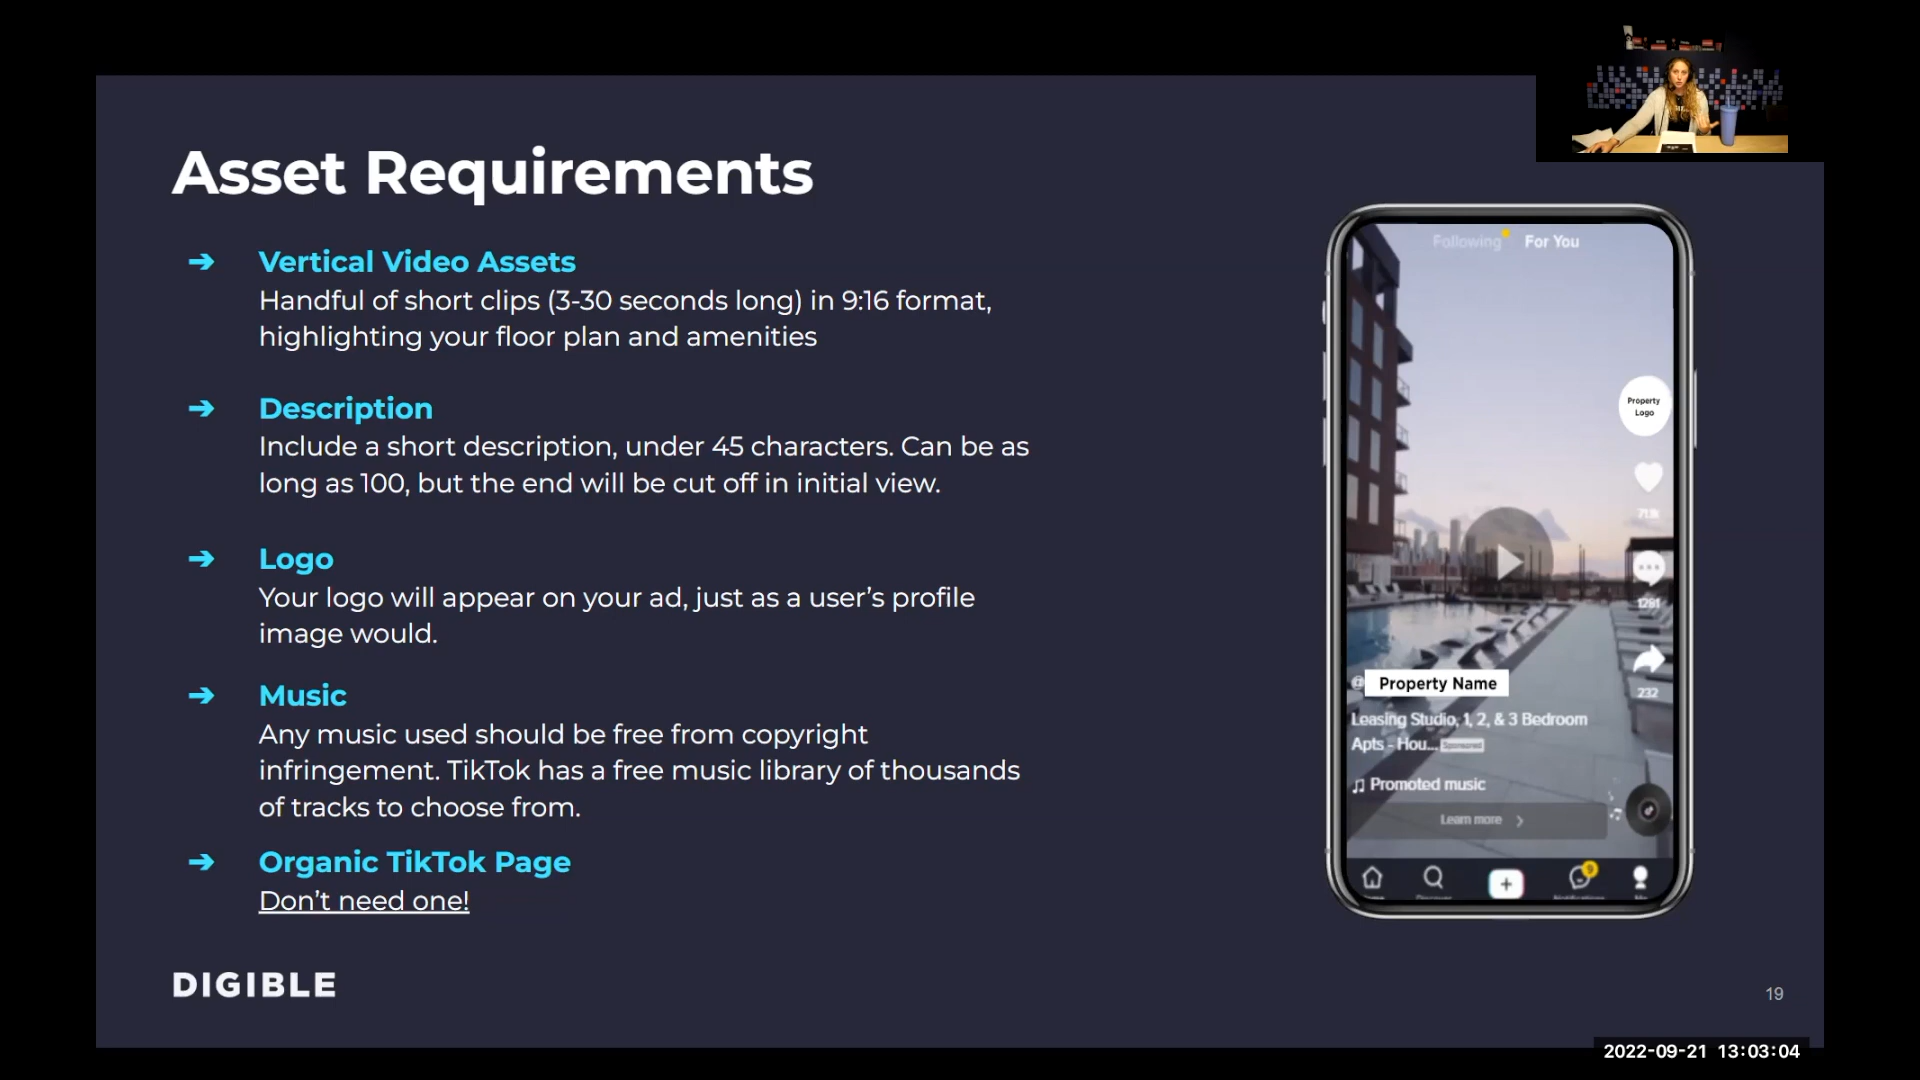 Asset Requirements
➔ Vertical Video Assets
Handful of short clips (3-30 seconds long) in 9:16 format,
highlighting your floor plan and amenities
➔ Description
Include a short description, under 45 characters. Can be as
long as 100, but the end will be cut off in initial view.
➔ Logo
Your logo will appear on your ad, just as a user’s profile
image would.
➔ Music
Any music used should be free from copyright
infringement. TikTok has a free music library of thousands
of tracks to choose from.
➔ Organic TikTok Page
Don’t need one!
DIGIBLE
Following For You
Property
Logo
1281
232
@ Property Name
Leasing Studio, 1, 2, & 3 Bedroom
Apts - Hou... Sponsored
Promoted music
Learn more
9
19
2022-09-21 13:03:04